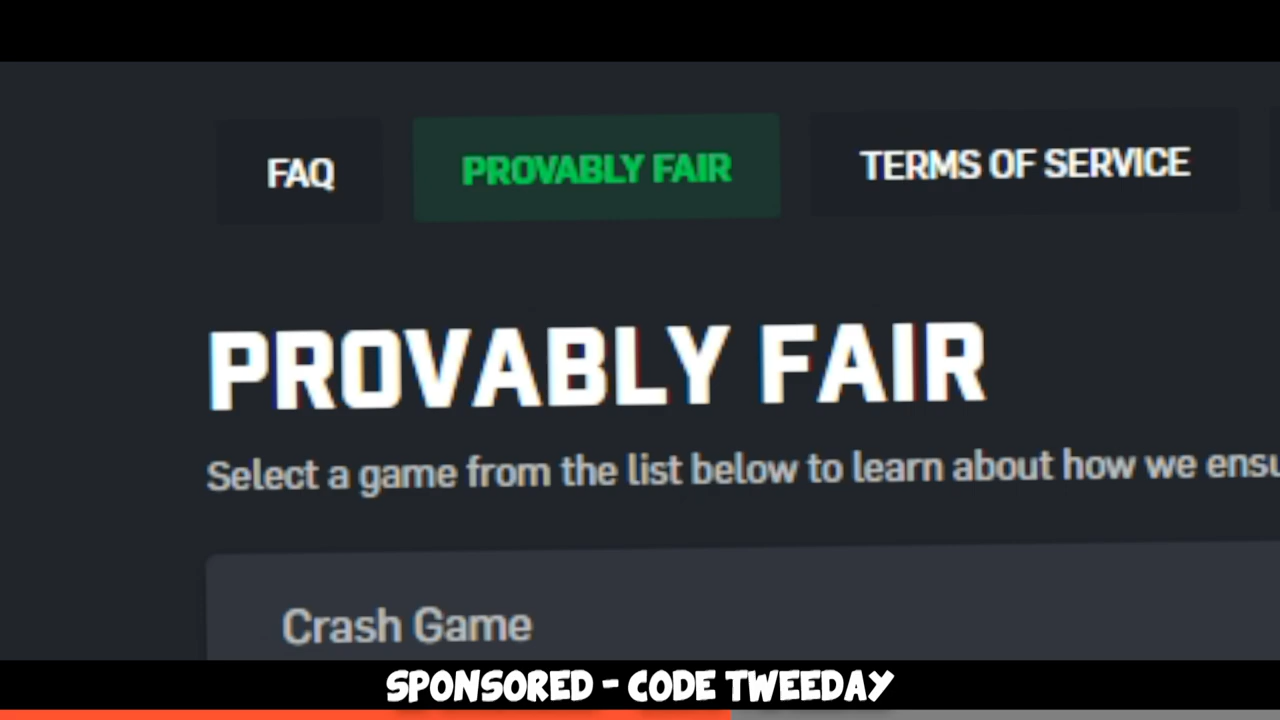 FAQ PROVABLY FAIR TERMS OF SERVICE
PROVABLY FAIR
Select a game from the list below to learn about how we ensu
Crash Game
SPONSORED - CODE TWEEDAY